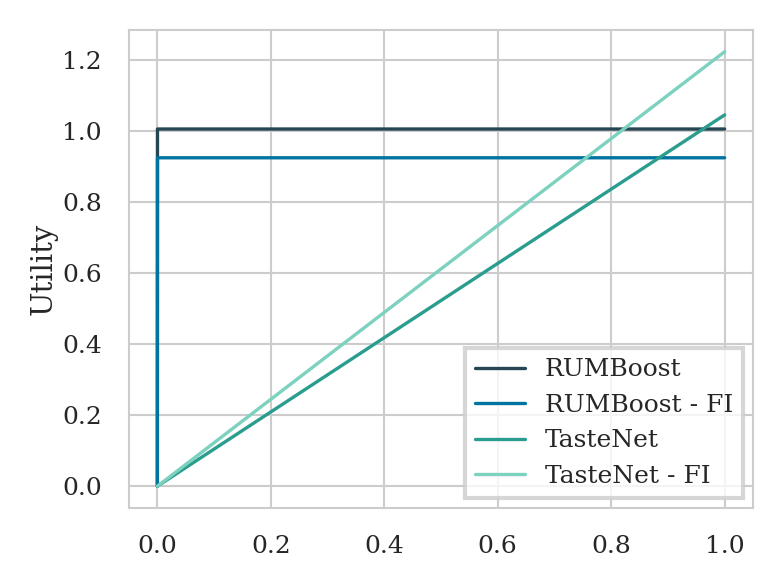 Utility
1.2
1.0
0.8
0.6
0.4
0.2
0.0
RUMBoost
RUMBoost - FI
TasteNet
TasteNet - FI
0.0 0.2 0.4 0.6 0.8 1.0